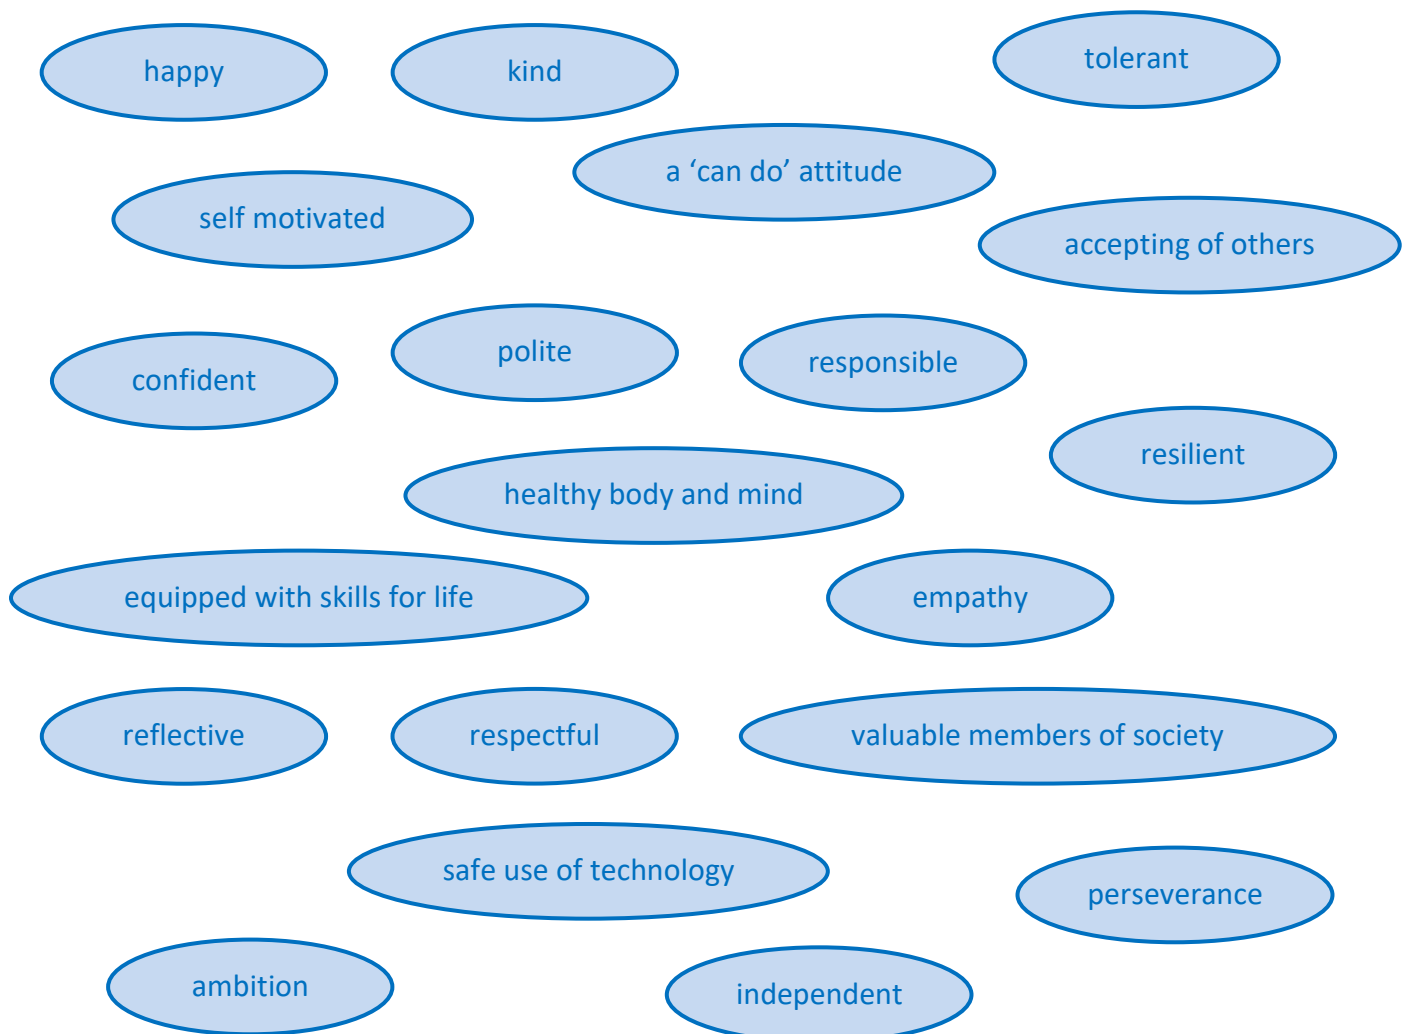 happy
kind
tolerant
a ‘can do’ attitude
self motivated
accepting of others
polite
responsible
confident
resilient
healthy body and mind
equipped with skills for life
empathy
reflective
respectful
valuable members of society
safe use of technology
perseverance
ambition
independent